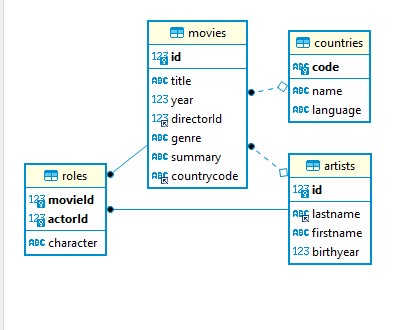 movies
123 id
ABC title
123 year
123 directorId
ABC genre
ABC summary
ABC countrycode
countries
ABC code
ABC name
ABC language
roles
123 movieId
123 actorId
ABC character
artists
123 id
ABC lastname
ABC firstname
123 birthyear